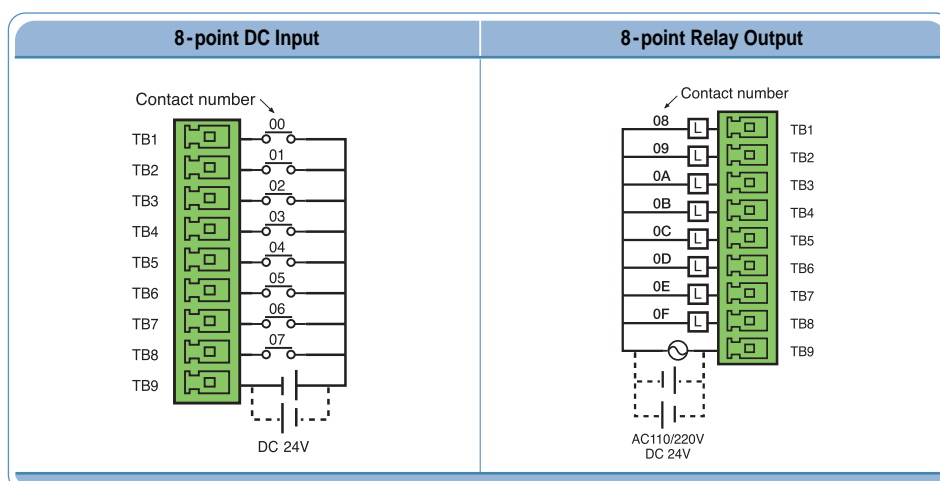 8-point DC Input
Contact number
00
TB1
01
TB2
02
TB3
03
TB4
04
TB5
05
TB6
06
TB7
07
TB8
TB9
DC 24V
8-point Relay Output
Contact number
08 L TB1
09 L TB2
0A L TB3
0B L TB4
0C L TB5
0D L TB6
0E L TB7
0F L TB8
TB9
AC110/220V
DC 24V